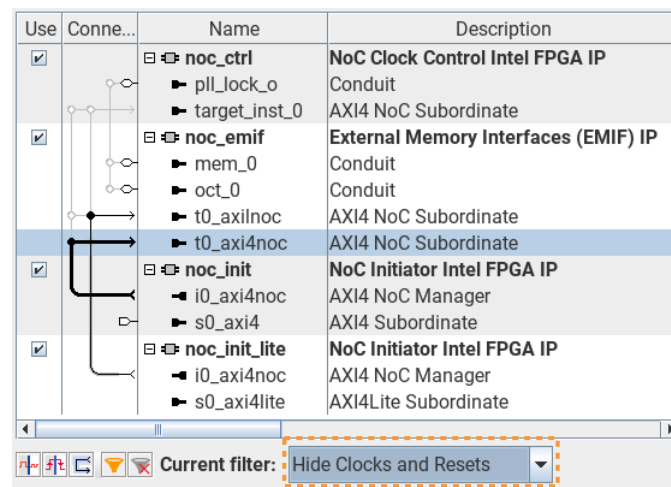 Use Conne... Name Description
noc_ctrl NoC Clock Control Intel FPGA IP
pll_lock_o Conduit
target_inst_0 AXI4 NoC Subordinate
noc_emif External Memory Interfaces (EMIF) IP
mem_0 Conduit
oct_0 Conduit
t0_axilnoc AXI4 NoC Subordinate
t0_axi4noc AXI4 NoC Subordinate
noc_init NoC Initiator Intel FPGA IP
i0_axi4noc AXI4 NoC Manager
s0_axi4 AXI4 Subordinate
noc_init_lite NoC Initiator Intel FPGA IP
i0_axi4noc AXI4 NoC Manager
s0_axi4lite AXI4Lite Subordinate
Current filter: Hide Clocks and Resets